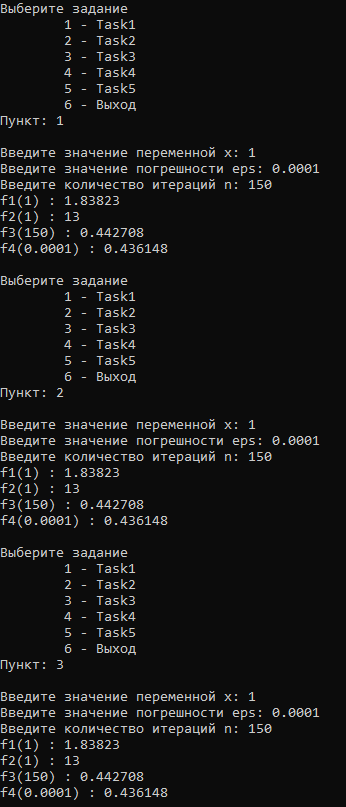 Выберите задание
1 - Task1
2 - Task2
3 - Task3
4 - Task4
5 - Task5
6 - Выход
Пункт: 1
Введите значение переменной x: 1
Введите значение погрешности eps: 0.0001
Введите количество итераций n: 150
f1(1) : 1.83823
f2(1) : 13
f3(150) : 0.442708
f4(0.0001) : 0.436148
Выберите задание
1 - Task1
2 - Task2
3 - Task3
4 - Task4
5 - Task5
6 - Выход
Пункт: 2
Введите значение переменной x: 1
Введите значение погрешности eps: 0.0001
Введите количество итераций n: 150
f1(1) : 1.83823
f2(1) : 13
f3(150) : 0.442708
f4(0.0001) : 0.436148
Выберите задание
1 - Task1
2 - Task2
3 - Task3
4 - Task4
5 - Task5
6 - Выход
Пункт: 3
Введите значение переменной x: 1
Введите значение погрешности eps: 0.0001
Введите количество итераций n: 150
f1(1) : 1.83823
f2(1) : 13
f3(150) : 0.442708
f4(0.0001) : 0.436148